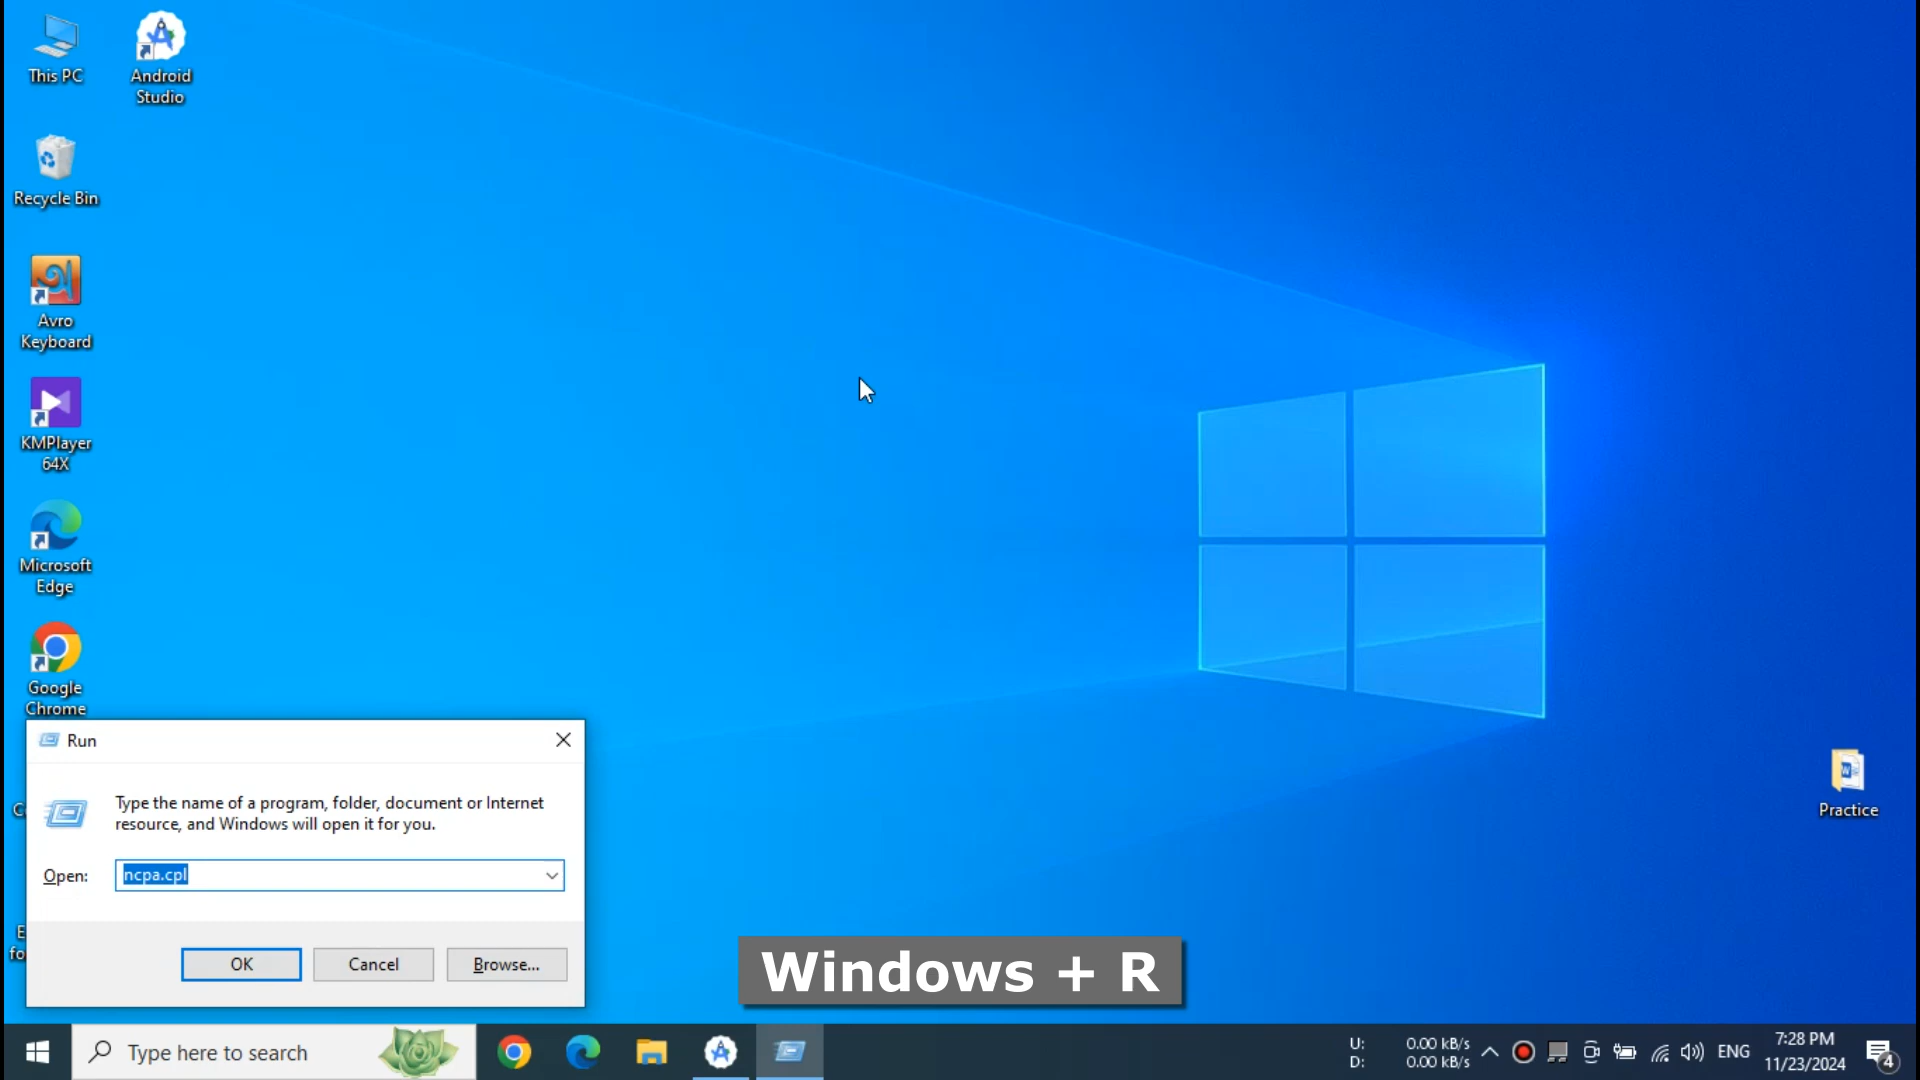 This PC
Android
Studio
Recycle Bin
Avro
Keyboard
KMPlayer
64X
Microsoft
Edge
Google
Chrome
Run
Type the name of a program, folder, document or Internet
resource, and Windows will open it for you.
Open: ncpa.cpl
OK Cancel Browse...
Windows + R
Practice
Type here to search
U: 0.00 kB/s
D: 0.00 kB/s
ENG
7:28 PM
11/23/2024
4